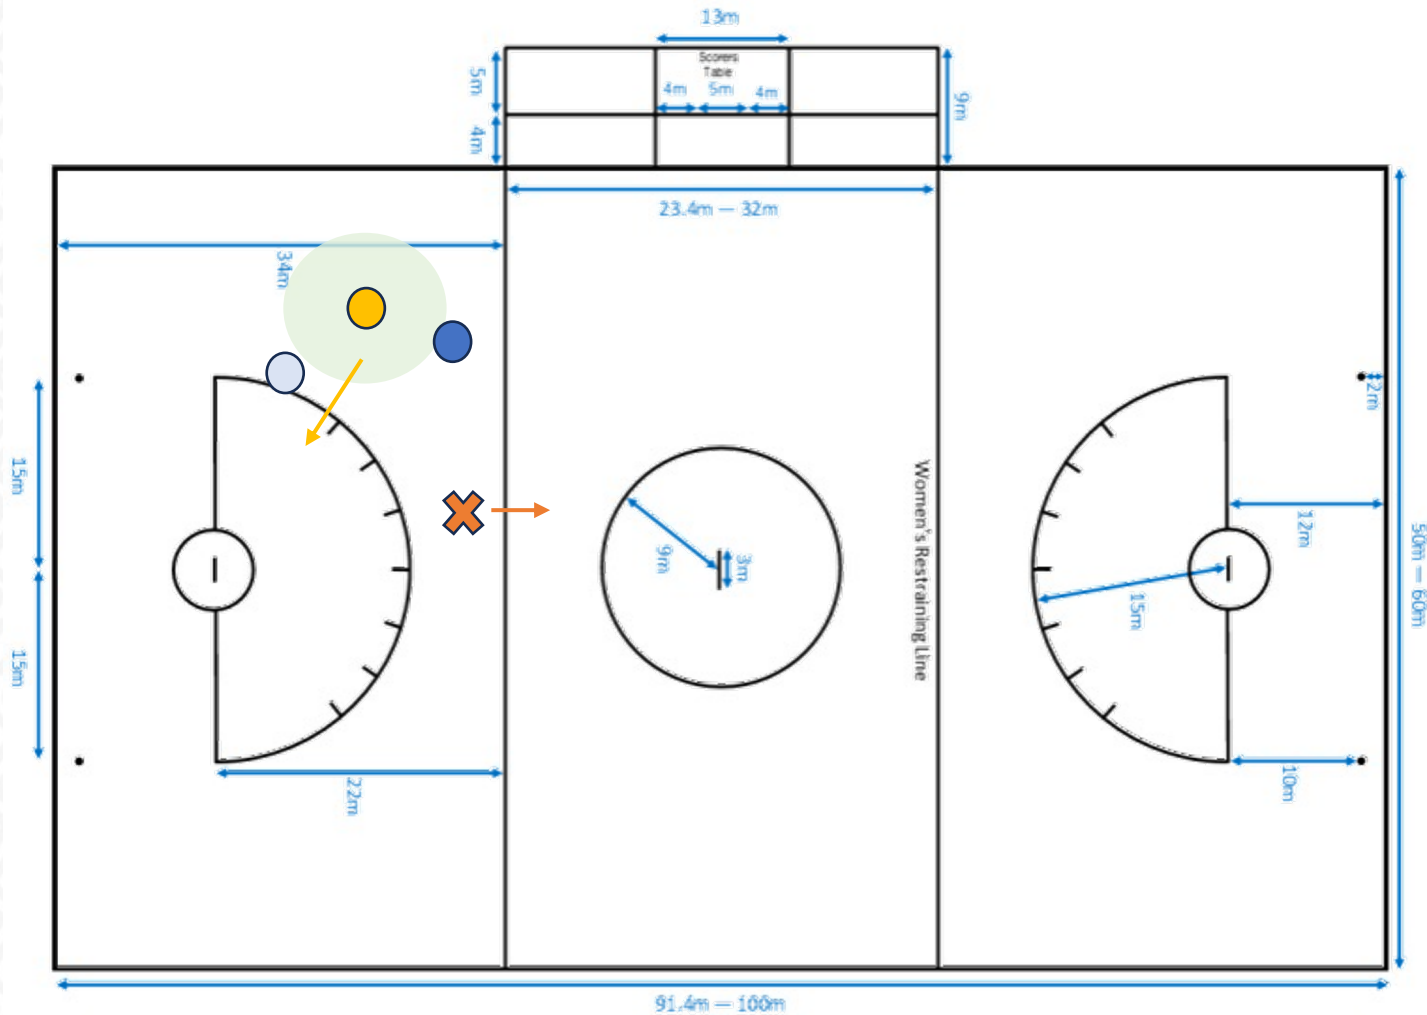 13m
Scorers
Table
4m
5m
4m
5m
4m
9m
23.4m — 32m
34m
2m
15m
15m
12m
50m — 60m
9m
3m
Women's Restraining Line
15m
22m
10m
91.4m — 100m